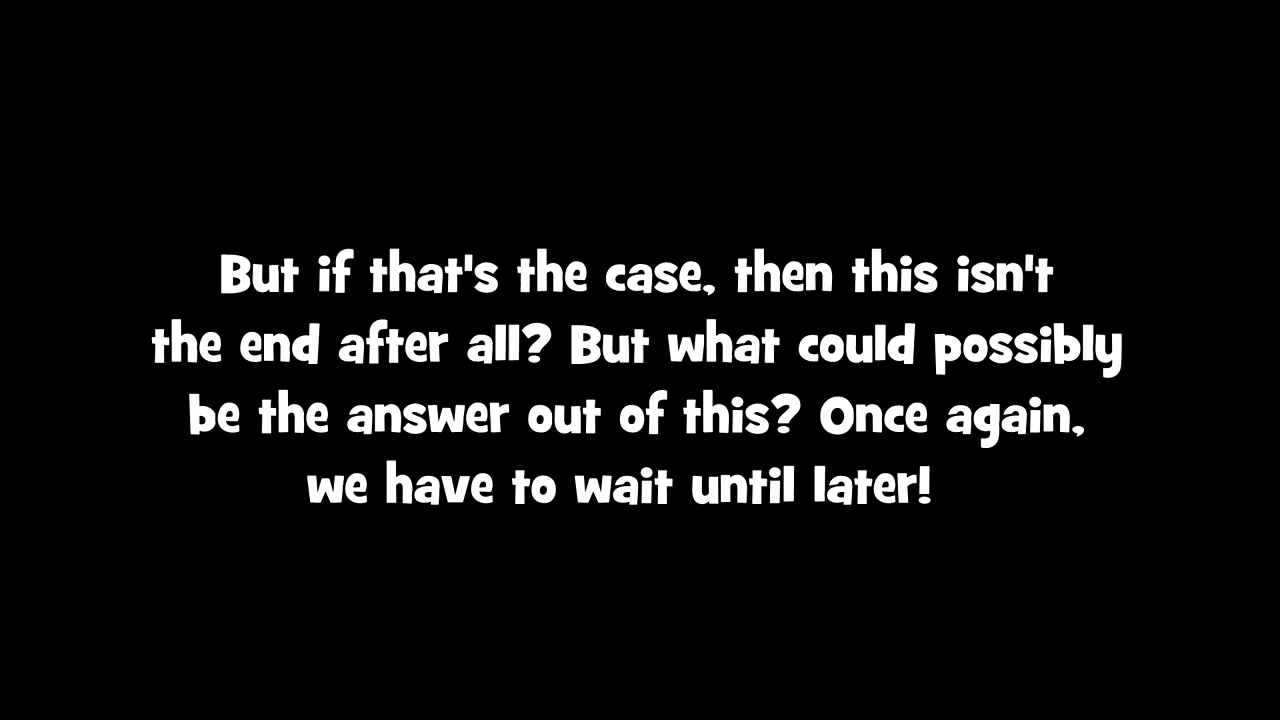 But if that's the case, then this isn't
the end after all? But what could possibly
be the answer out of this? Once again,
we have to wait until later!